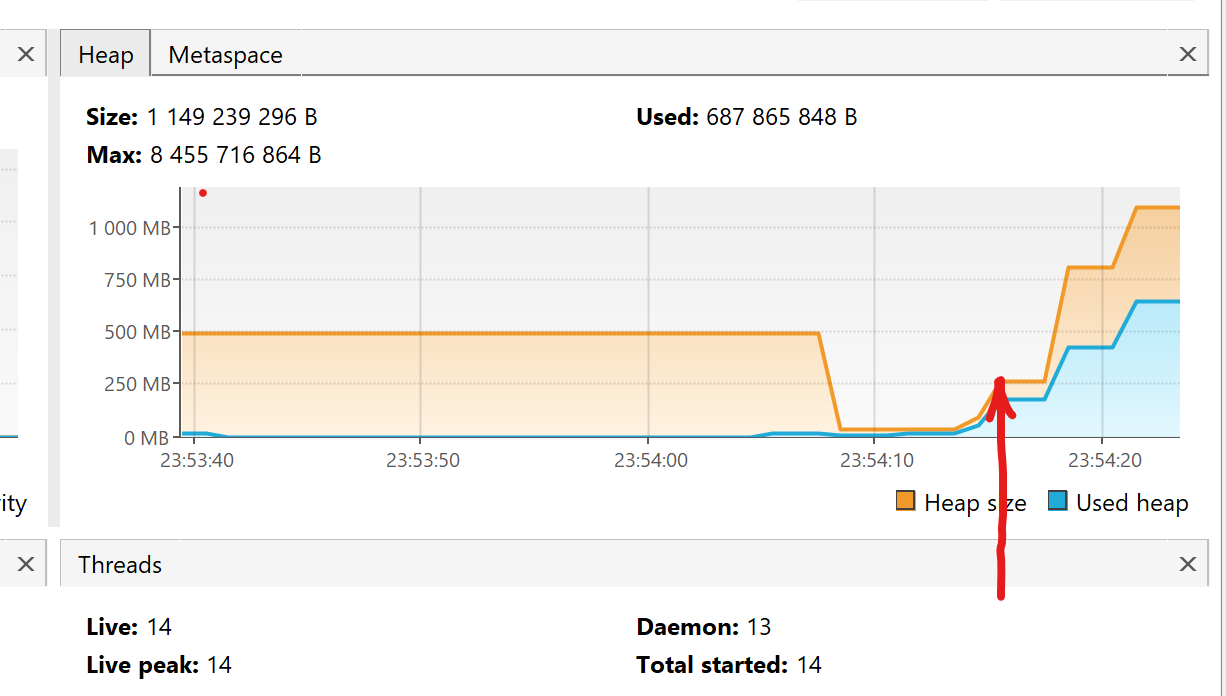 Heap Metaspace
Size: 1 149 239 296 B Used: 687 865 848 B
Max: 8 455 716 864 B
1 000 MB
750 MB
500 MB
250 MB
0 MB
23:53:40 23:53:50 23:54:00 23:54:10 23:54:20
ity Heap size Used heap
Threads
Live: 14 Daemon: 13
Live peak: 14 Total started: 14